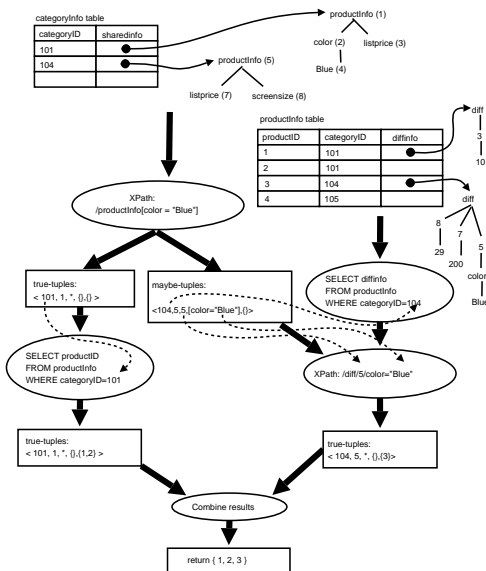 categoryInfo table
categoryID sharedinfo
101
104
productInfo (1)
color (2) listprice (3)
Blue (4)
productInfo (5)
listprice (7) screensize (8)
productInfo table
productID categoryID diffinfo
1 101
2 101
3 104
4 105
diff
3
10
diff
8 7 5
29 200 color
Blue
XPath:
/productInfo[color = "Blue"]
true-tuples:
< 101, 1, *, {},{} >
maybe-tuples:
<104,5,5,[color="Blue"],{}>
SELECT diffinfo
FROM productInfo
WHERE categoryID=104
SELECT productID
FROM productInfo
WHERE categoryID=101
XPath: /diff/5/color="Blue"
true-tuples:
< 101, 1, *, {},{1,2} >
true-tuples:
< 104, 5, *, {},{3}>
Combine results
return { 1, 2, 3 }